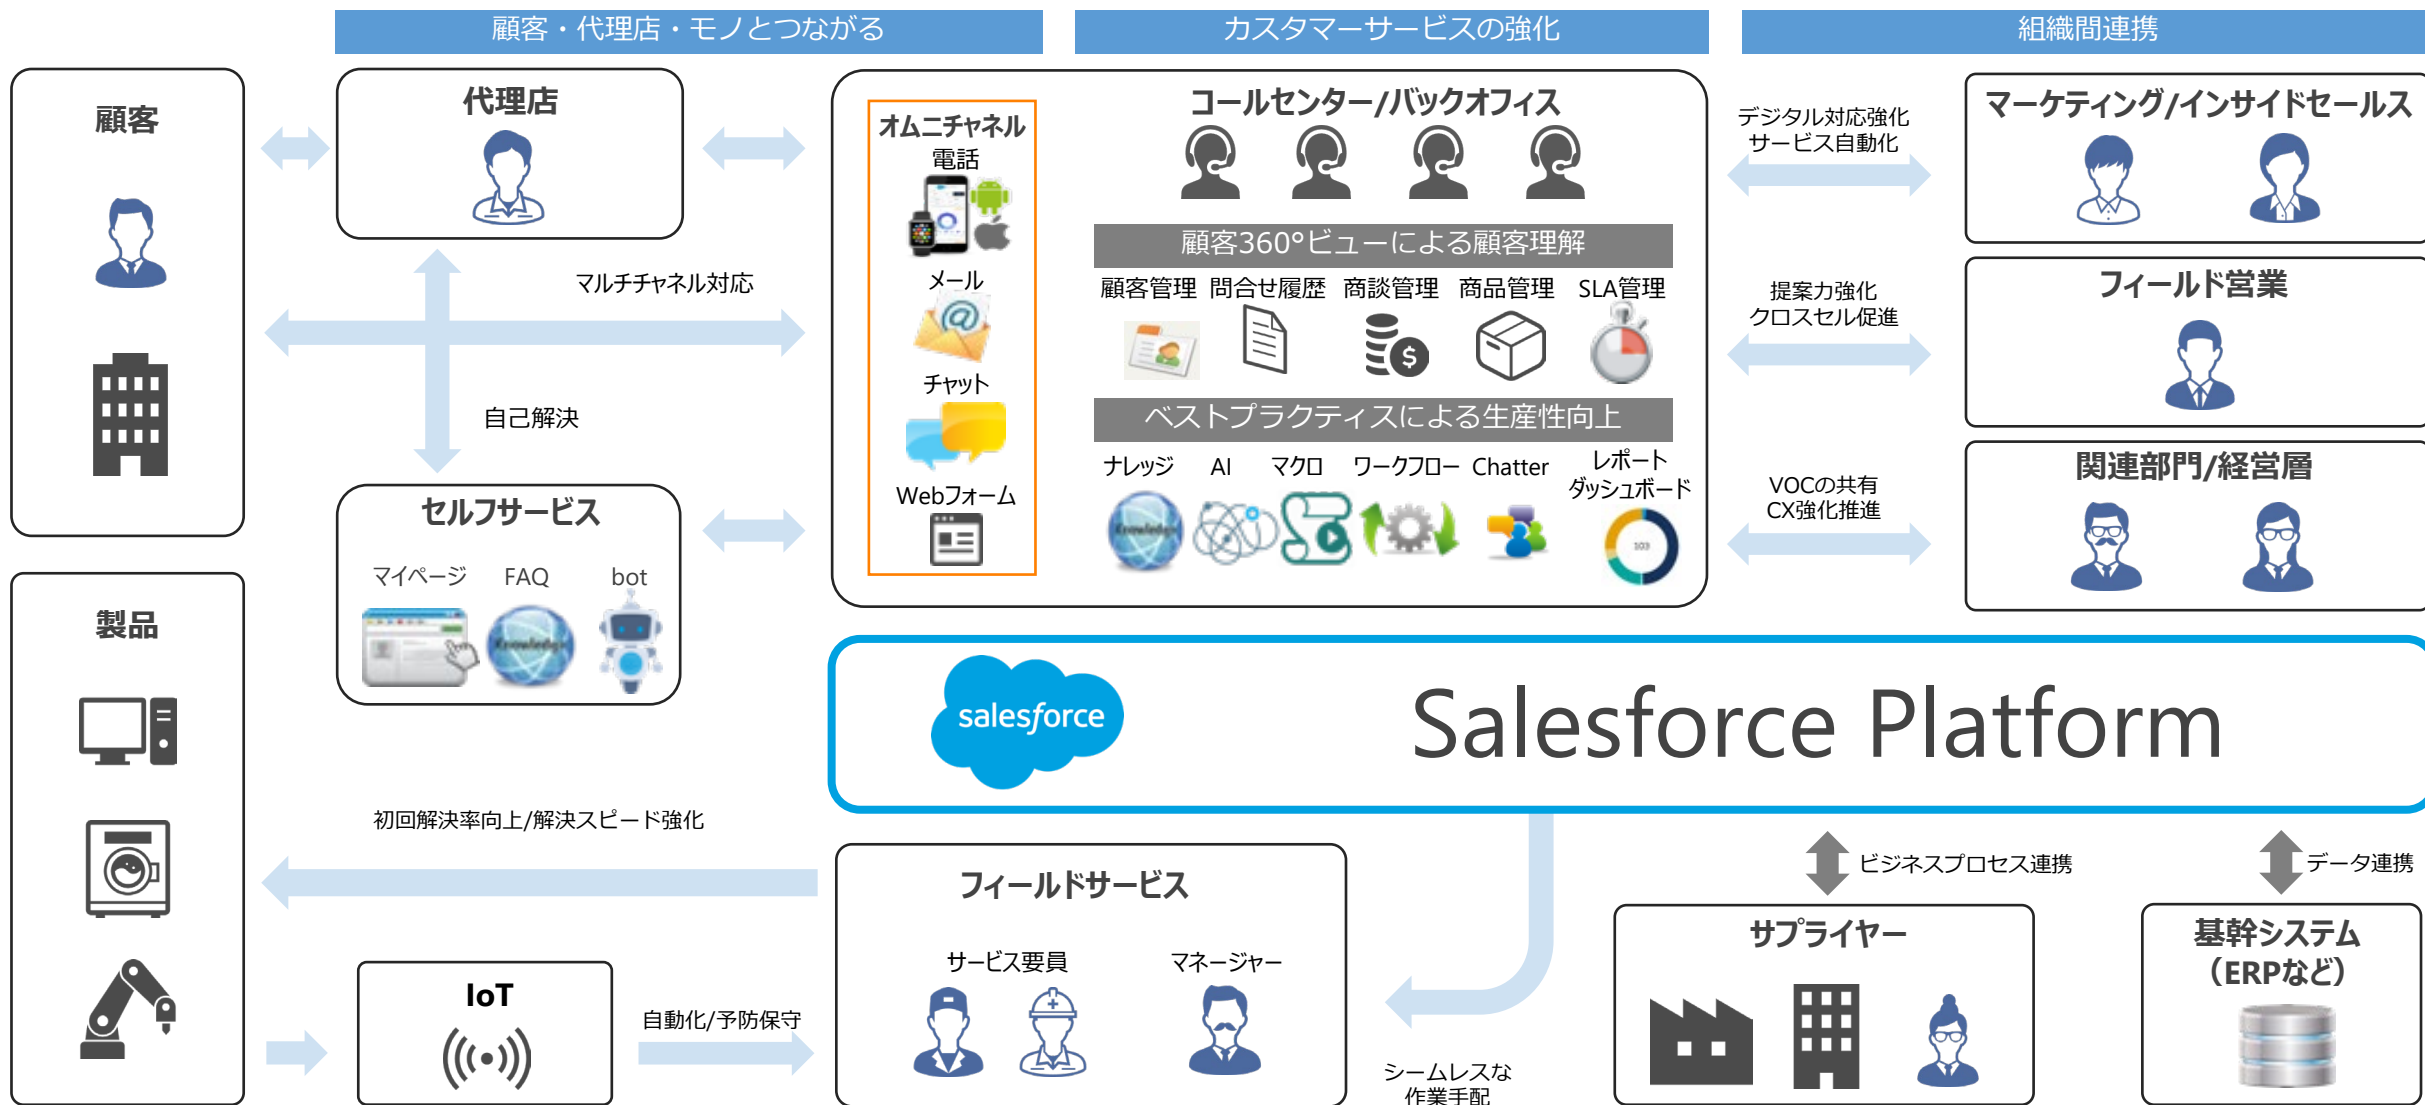 顧客・代理店・モノとつながる
カスタマーサービスの強化
組織間連携
顧客
代理店
マルチチャネル対応
自己解決
セルフサービス
マイページ
FAQ
Knowledge
bot
オムニチャネル
電話
メール
@
チャット
Webフォーム
コールセンター/バックオフィス
顧客360°ビューによる顧客理解
顧客管理
問合せ履歴
商談管理
$
商品管理
SLA管理
ベストプラクティスによる生産性向上
ナレッジ
Knowledge
AI
マクロ
ワークフロー
Chatter
レポート
ダッシュボード
103
デジタル対応強化
サービス自動化
マーケティング/インサイドセールス
提案力強化
クロスセル促進
フィールド営業
VOCの共有
CX強化推進
関連部門/経営層
salesforce
Salesforce Platform
製品
初回解決率向上/解決スピード強化
IoT
自動化/予防保守
フィールドサービス
サービス要員
マネージャー
シームレスな
作業手配
ビジネスプロセス連携
サプライヤー
データ連携
基幹システム
（ERPなど）